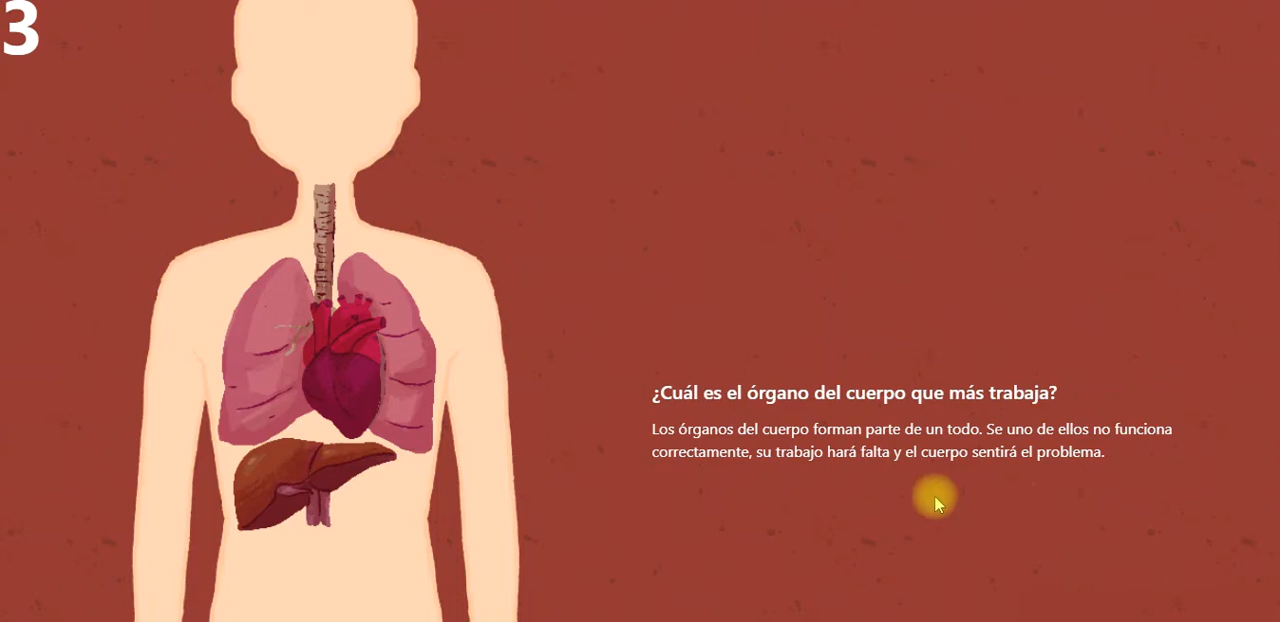 3
¿Cuál es el órgano del cuerpo que más trabaja?
Los órganos del cuerpo forman parte de un todo. Se uno de ellos no funciona
correctamente, su trabajo hará falta y el cuerpo sentirá el problema.